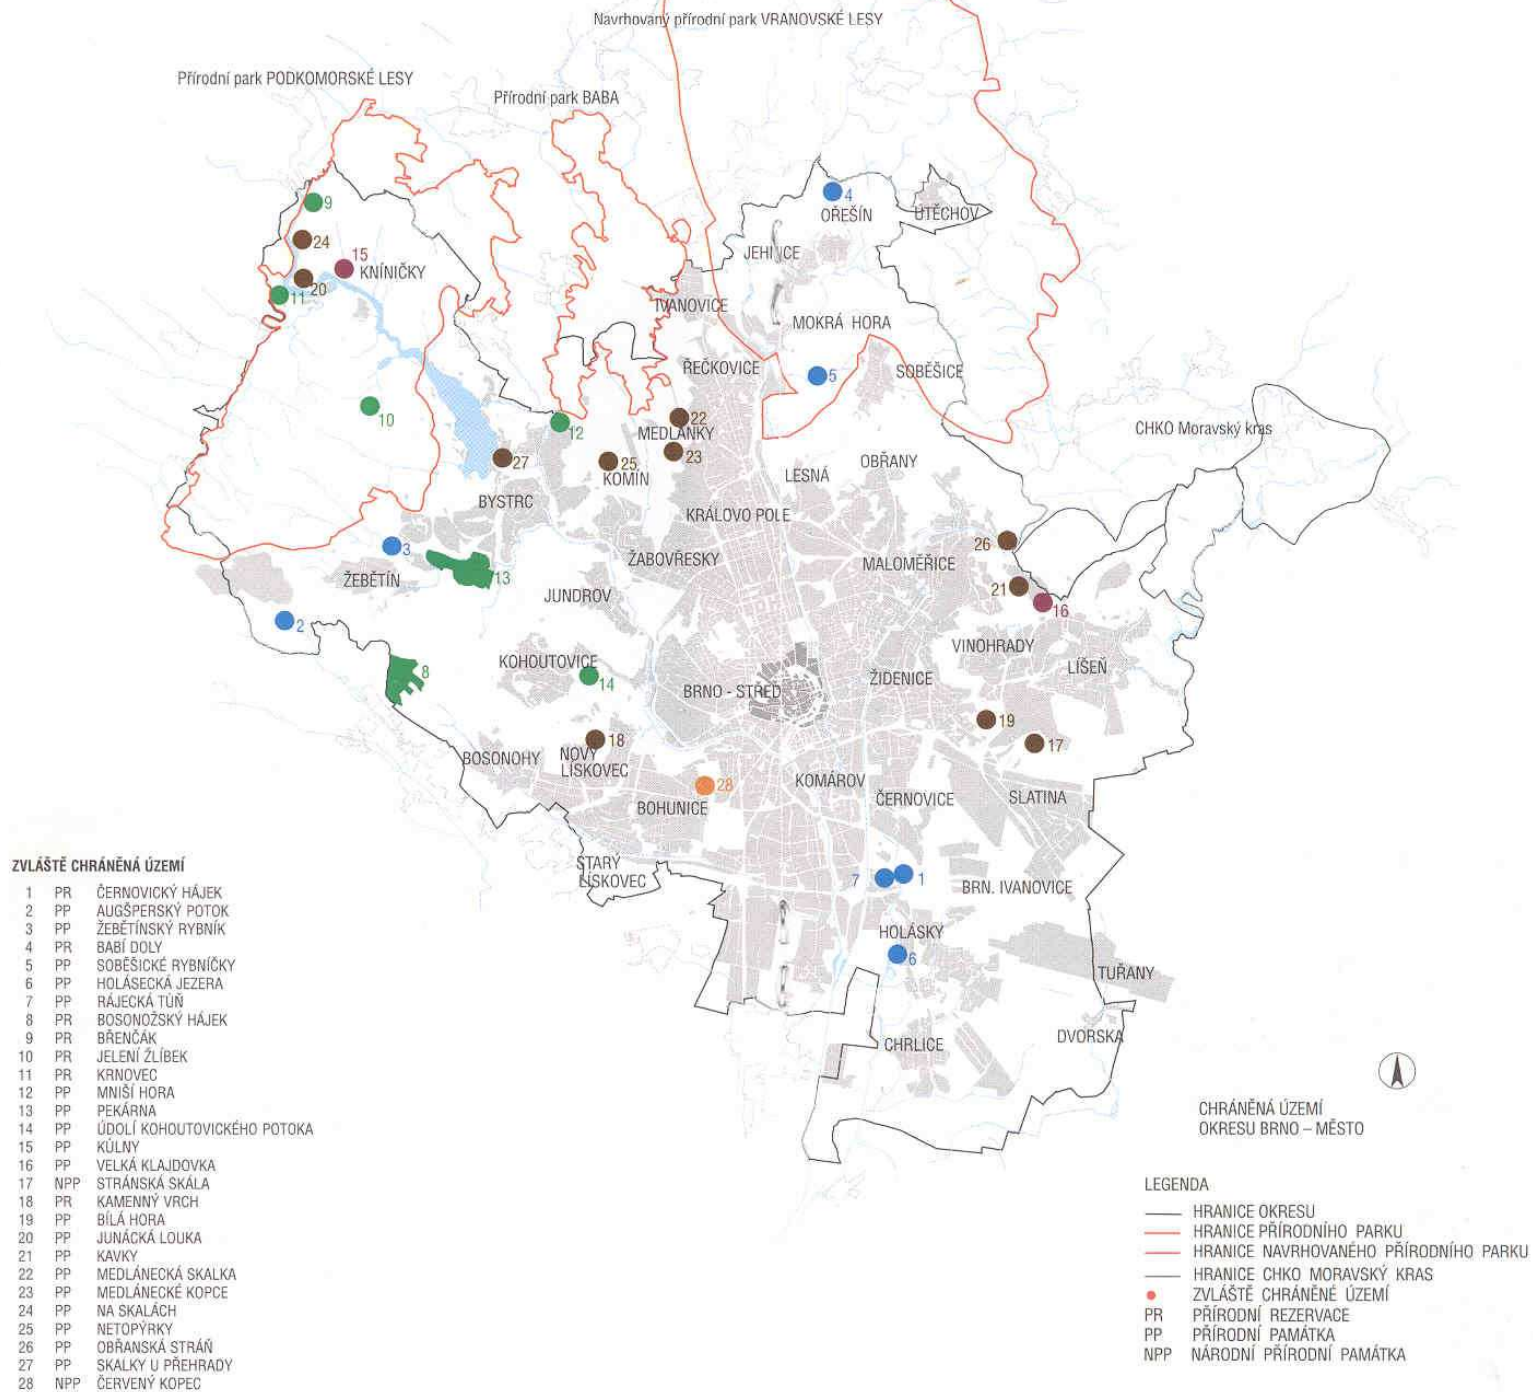 Navrhovaný přírodní park VRANOVSKÉ LESY
Přírodní park PODKOMORSKÉ LESY
Přírodní park BABA
4
OŘEŠÍN
ÚTĚCHOV
9
24
15
KNÍNIČKY
JEHNICE
20
11
IVANOVICE
MOKRÁ HORA
ŘEČKOVICE
5
SOBĚŠICE
10
12
22
MEDLÁNKY
CHKO Moravský kras
27
25
23
KOMÍN
LESNÁ
OBŘANY
BYSTRC
KRÁLOVO POLE
3
26
ŽABOVŘESKY
MALOMĚŘICE
ŽEBĚTÍN
13
JUNDROV
21
16
2
VINOHRADY
KOHOUTOVICE
LÍŠEŇ
8
14
BRNO - STŘED
ŽIDENICE
19
18
17
BOSONOHY
NOVÝ
LÍSKOVEC
28
KOMÁROV
ČERNOVICE
SLATINA
BOHUNICE
STARÝ
LÍSKOVEC
7
1
BRN. IVANOVICE
HOLÁSKY
6
TUŘANY
CHRLICE
DVORSKA
ZVLÁŠTĚ CHRÁNĚNÁ ÚZEMÍ
1 PR ČERNOVICKÝ HÁJEK
2 PP AUGŠPERSKÝ POTOK
3 PP ŽEBĚTÍNSKÝ RYBNÍK
4 PR BABÍ DOLY
5 PP SOBĚŠICKÉ RYBNÍČKY
6 PP HOLÁSECKÁ JEZERA
7 PP RÁJECKÁ TŮŇ
8 PR BOSONOŽSKÝ HÁJEK
9 PR BŘENČÁK
10 PR JELENÍ ŽLÍBEK
11 PR KRNOVEC
12 PP MNIŠÍ HORA
13 PP PEKÁRNA
14 PP ÚDOLÍ KOHOUTOVICKÉHO POTOKA
15 PP KŮLNY
16 PP VELKÁ KLAJDOVKA
17 NPP STRÁNSKÁ SKÁLA
18 PR KAMENNÝ VRCH
19 PP BÍLÁ HORA
20 PP JUNÁCKÁ LOUKA
21 PP KAVKY
22 PP MEDLÁNECKÁ SKALKA
23 PP MEDLÁNECKÉ KOPCE
24 PP NA SKALÁCH
25 PP NETOPÝRKY
26 PP OBŘANSKÁ STRÁŇ
27 PP SKALKY U PŘEHRADY
28 NPP ČERVENÝ KOPEC
CHRÁNĚNÁ ÚZEMÍ
OKRESU BRNO – MĚSTO
LEGENDA
HRANICE OKRESU
HRANICE PŘÍRODNÍHO PARKU
HRANICE NAVRHOVANÉHO PŘÍRODNÍHO PARKU
HRANICE CHKO MORAVSKÝ KRAS
ZVLÁŠTĚ CHRÁNĚNÉ ÚZEMÍ
PR PŘÍRODNÍ REZERVACE
PP PŘÍRODNÍ PAMÁTKA
NPP NÁRODNÍ PŘÍRODNÍ PAMÁTKA